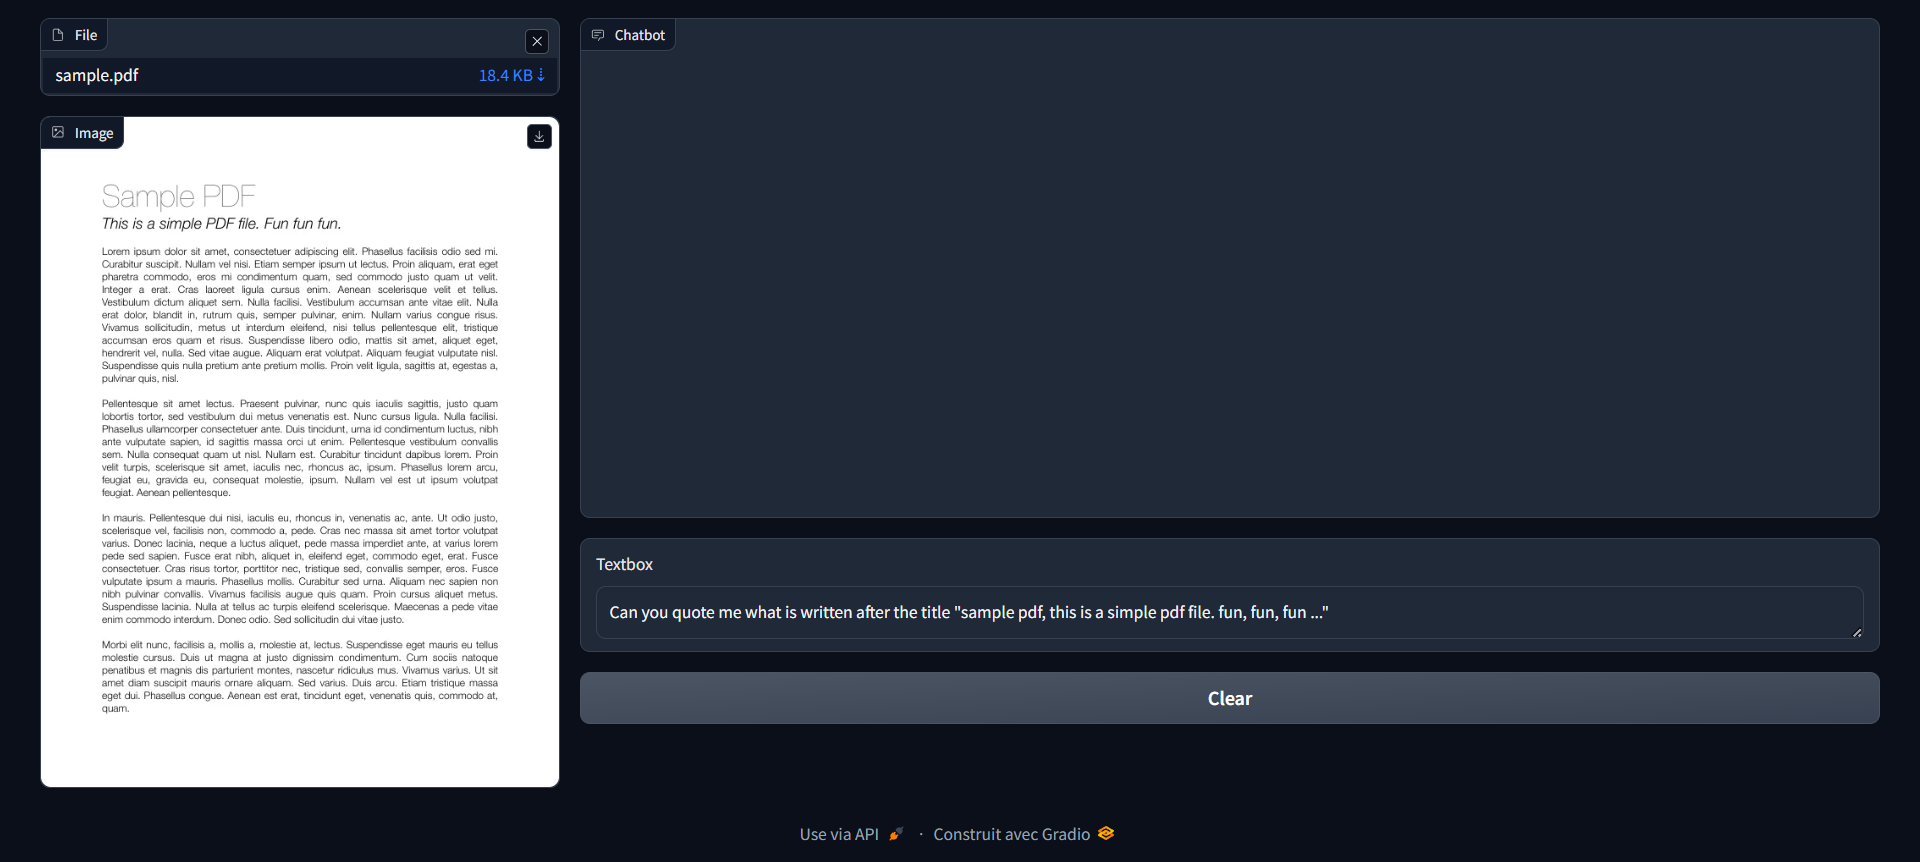 File
sample.pdf
18.4 KB ↓
Image
Sample PDF
This is a simple PDF file. Fun fun fun.
Lorem ipsum dolor sit amet, consectetuer adipiscing elit. Phasellus facilisis odio sed mi.
Curabitur suscipit. Nullam vel nisi. Etiam semper ipsum ut lectus. Proin aliquam, erat eget
pharetra commodo, eros mi condimentum quam, sed commodo justo quam ut velit.
Integer a erat. Cras laoreet ligula cursus enim. Aenean scelerisque velit et tellus.
Vestibulum dictum aliquet sem. Nulla facilisi. Vestibulum accumsan ante vitae elit. Nulla
erat dolor, blandit in, rutrum quis, semper pulvinar, enim. Nullam varius congue risus.
Vivamus sollicitudin, metus ut interdum eleifend, nisi tellus pellentesque elit, tristique
accumsan eros quam et risus. Suspendisse libero odio, mattis sit amet, aliquet eget,
hendrerit vel, nulla. Sed vitae augue. Aliquam erat volutpat. Aliquam feugiat vulputate nisl.
Suspendisse quis nulla pretium ante pretium mollis. Proin velit ligula, sagittis at, egestas a,
pulvinar quis, nisl.
Pellentesque sit amet lectus. Praesent pulvinar, nunc quis iaculis sagittis, justo quam
lobortis tortor, sed vestibulum dui metus venenatis est. Nunc cursus ligula. Nulla facilisi.
Phasellus ullamcorper consectetuer ante. Duis tincidunt, urna id condimentum luctus, nibh
ante vulputate sapien, id sagittis massa orci ut enim. Pellentesque vestibulum convallis
sem. Nulla consequat quam ut nisl. Nullam est. Curabitur tincidunt dapibus lorem. Proin
velit turpis, scelerisque sit amet, iaculis nec, rhoncus ac, ipsum. Phasellus lorem arcu,
feugiat eu, gravida eu, consequat molestie, ipsum. Nullam vel est ut ipsum volutpat
feugiat. Aenean pellentesque.
In mauris. Pellentesque dui nisi, iaculis eu, rhoncus in, venenatis ac, ante. Ut odio justo,
scelerisque vel, facilisis non, commodo a, pede. Cras nec massa sit amet tortor volutpat
varius. Donec lacinia, neque a luctus aliquet, pede massa imperdiet ante, at varius lorem
pede sed sapien. Fusce erat nibh, aliquet in, eleifend eget, commodo eget, erat. Fusce
consectetuer. Cras risus tortor, porttitor nec, tristique sed, convallis semper, eros. Fusce
vulputate ipsum a mauris. Phasellus mollis. Curabitur sed urna. Aliquam nec sapien non
nibh pulvinar convallis. Vivamus facilisis augue quis quam. Proin cursus aliquet metus.
Suspendisse lacinia. Nulla at tellus ac turpis eleifend scelerisque. Maecenas a pede vitae
enim commodo interdum. Donec odio. Sed sollicitudin dui vitae justo.
Morbi elit nunc, facilisis a, mollis a, molestie at, lectus. Suspendisse eget mauris eu tellus
molestie cursus. Duis ut magna at justo dignissim condimentum. Cum sociis natoque
penatibus et magnis dis parturient montes, nascetur ridiculus mus. Vivamus varius. Ut sit
amet diam suscipit mauris ornare aliquam. Sed varius. Duis arcu. Etiam tristique massa
eget dui. Phasellus congue. Aenean est erat, tincidunt eget, venenatis quis, commodo at,
quam.
Chatbot
Textbox
Can you quote me what is written after the title "sample pdf, this is a simple pdf file. fun, fun, fun ..."
Clear
Use via API · Construit avec Gradio